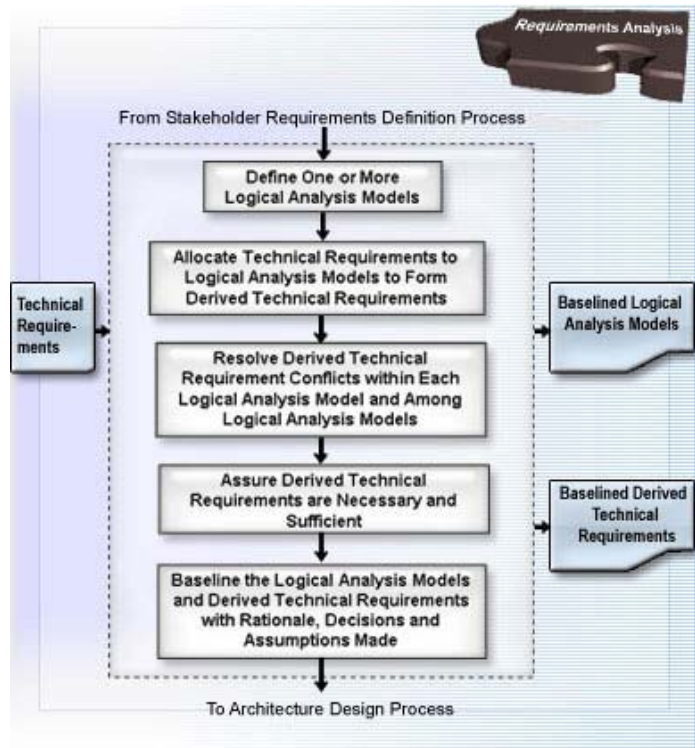 Requirements Analysis
From Stakeholder Requirements Definition Process
Define One or More
Logical Analysis Models
Allocate Technical Requirements to
Logical Analysis Models to Form
Derived Technical Requirements
Technical
Require-
ments
Baselined Logical
Analysis Models
Resolve Derived Technical
Requirement Conflicts within Each
Logical Analysis Model and Among
Logical Analysis Models
Assure Derived Technical
Requirements are Necessary and
Sufficient
Baselined Derived
Technical
Requirements
Baseline the Logical Analysis Models
and Derived Technical Requirements
with Rationale, Decisions and
Assumptions Made
To Architecture Design Process